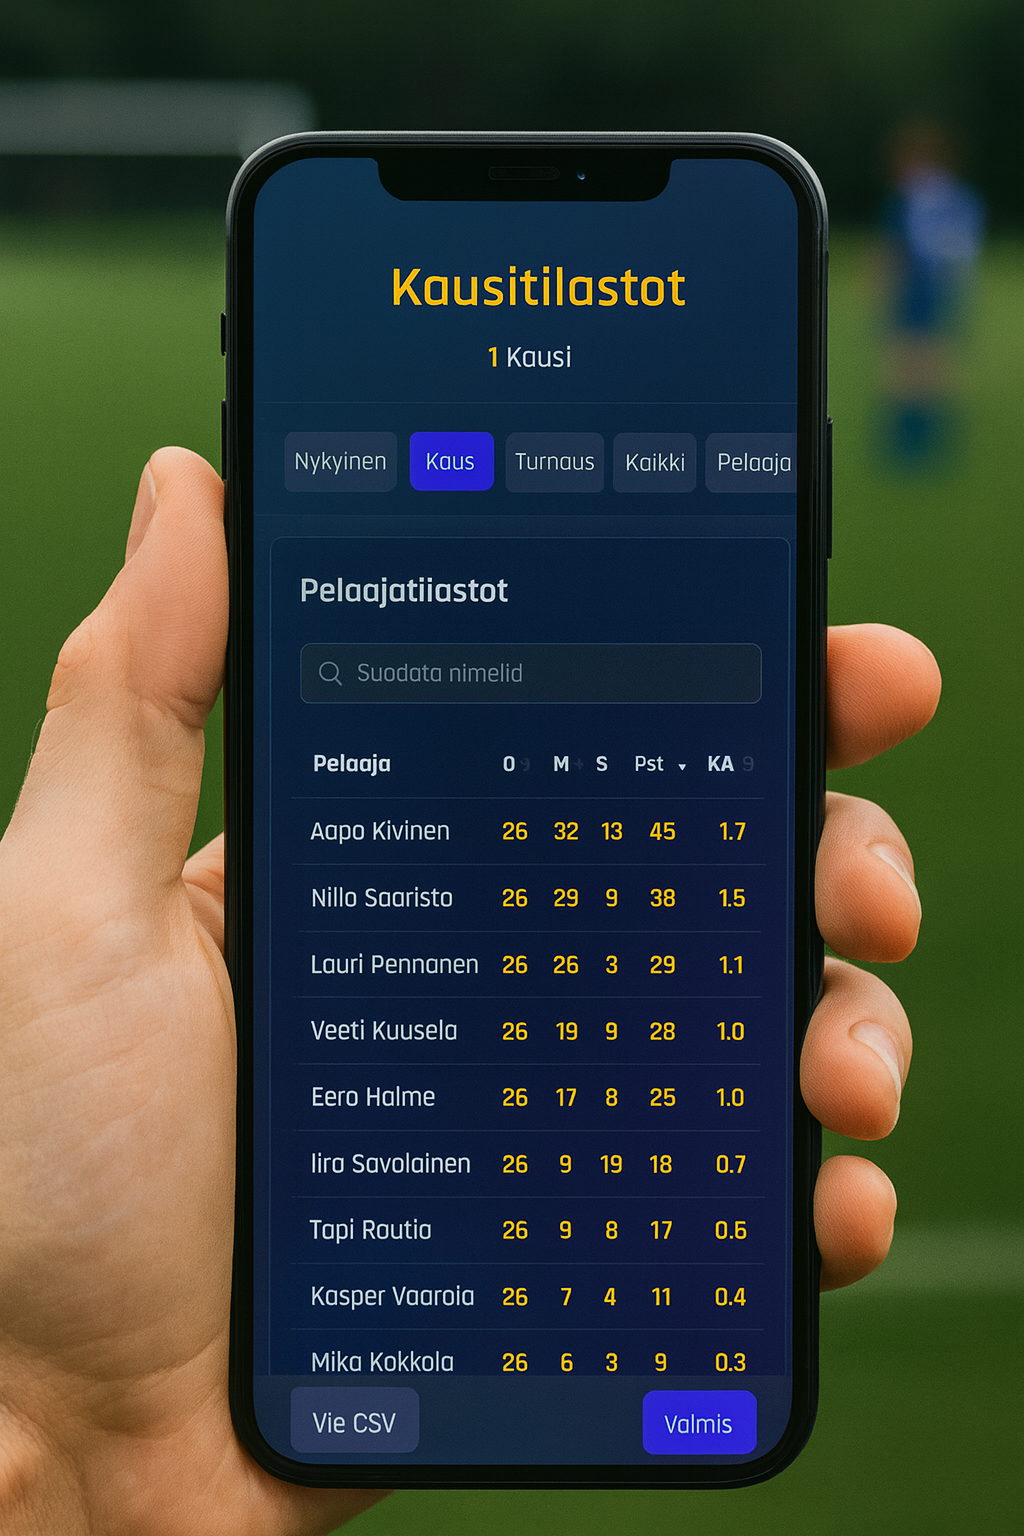 Kausitilastot
1 Kausi
Nykyinen Kaus Turnaus Kaikki Pelaaja
Pelaajatiiastot
Suodata nimelid
Pelaaja O 9 M + S Pst ▾ KA 9
Aapo Kivinen 26 32 13 45 1.7
Nillo Saaristo 26 29 9 38 1.5
Lauri Pennanen 26 26 3 29 1.1
Veeti Kuusela 26 19 9 28 1.0
Eero Halme 26 17 8 25 1.0
Iira Savolainen 26 9 19 18 0.7
Tapi Routia 26 9 8 17 0.6
Kasper Vaaroia 26 7 4 11 0.4
Mika Kokkola 26 6 3 9 0.3
Vie CSV Valmis